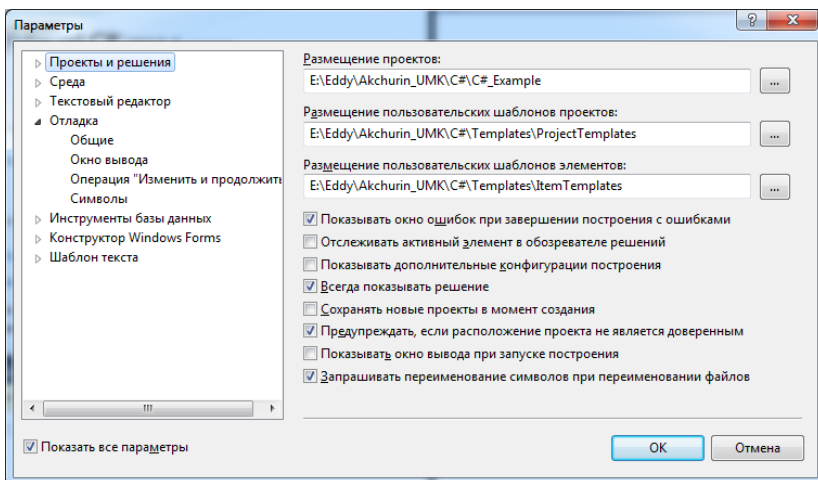 Параметры
Проекты и решения
Среда
Текстовый редактор
Отладка
Общие
Окно вывода
Операция "Изменить и продолжить
Символы
Инструменты базы данных
Конструктор Windows Forms
Шаблон текста
Показать все параметры
Размещение проектов:
E:\Eddy\Akchurin_UMK\C#\C#_Example
...
Размещение пользовательских шаблонов проектов:
E:\Eddy\Akchurin_UMK\C#\Templates\ProjectTemplates
...
Размещение пользовательских шаблонов элементов:
E:\Eddy\Akchurin_UMK\C#\Templates\ItemTemplates
...
Показывать окно ошибок при завершении построения с ошибками
Отслеживать активный элемент в обозревателе решений
Показывать дополнительные конфигурации построения
Всегда показывать решение
Сохранять новые проекты в момент создания
Предупреждать, если расположение проекта не является доверенным
Показывать окно вывода при запуске построения
Запрашивать переименование символов при переименовании файлов
OK
Отмена